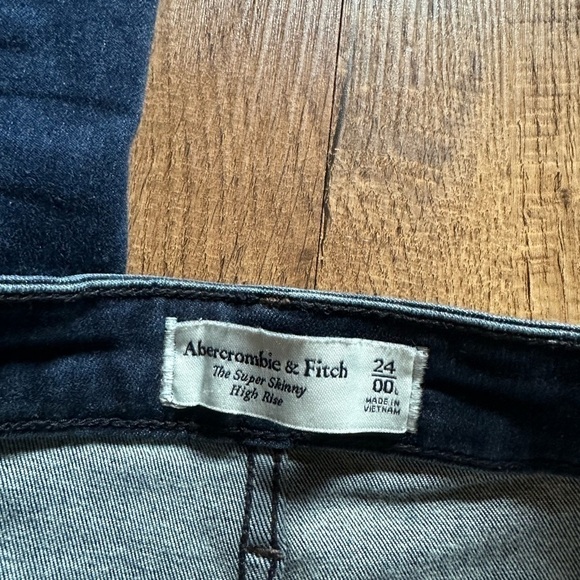 Abercrombie & Fitch
The Super Skinny
High Rise
24
00L
MADE IN
VIETNAM